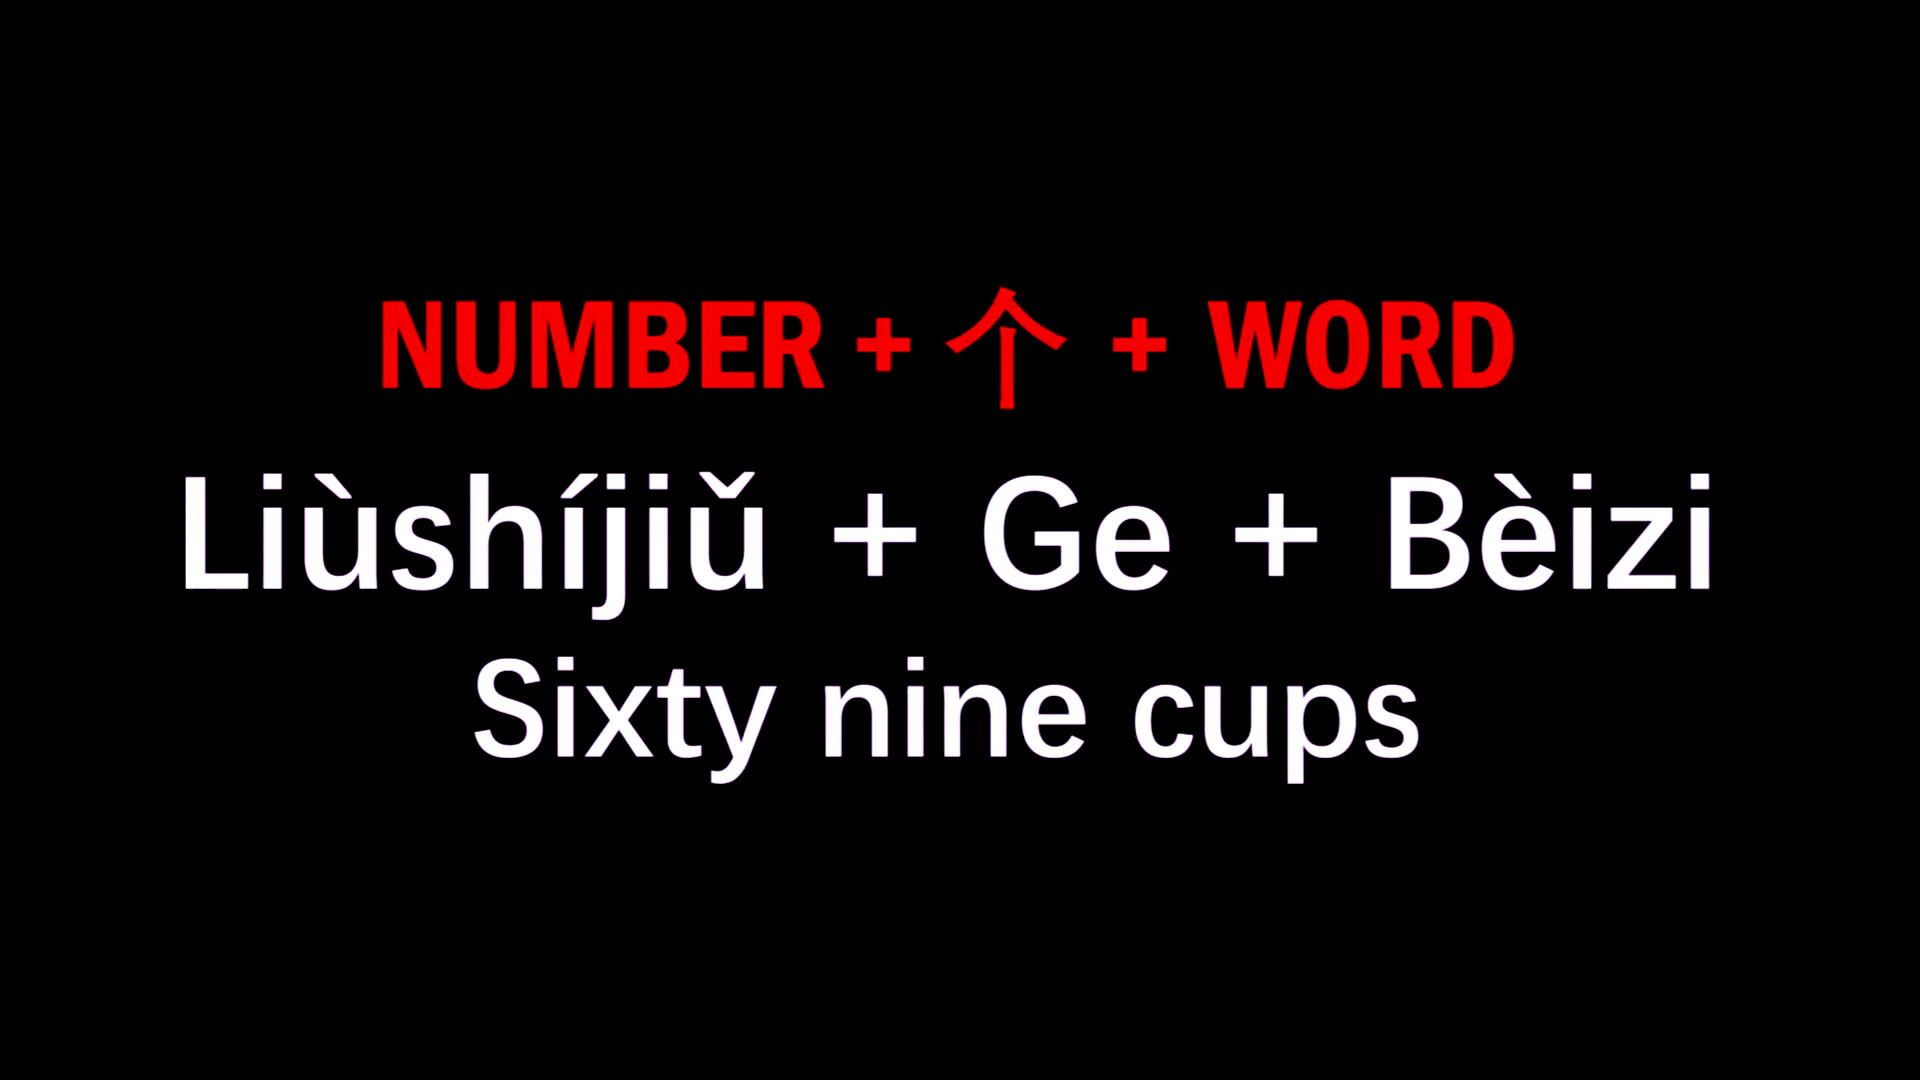 NUMBER + 个 + WORD
Liùshíjiǔ + Ge + Bèizi
Sixty nine cups